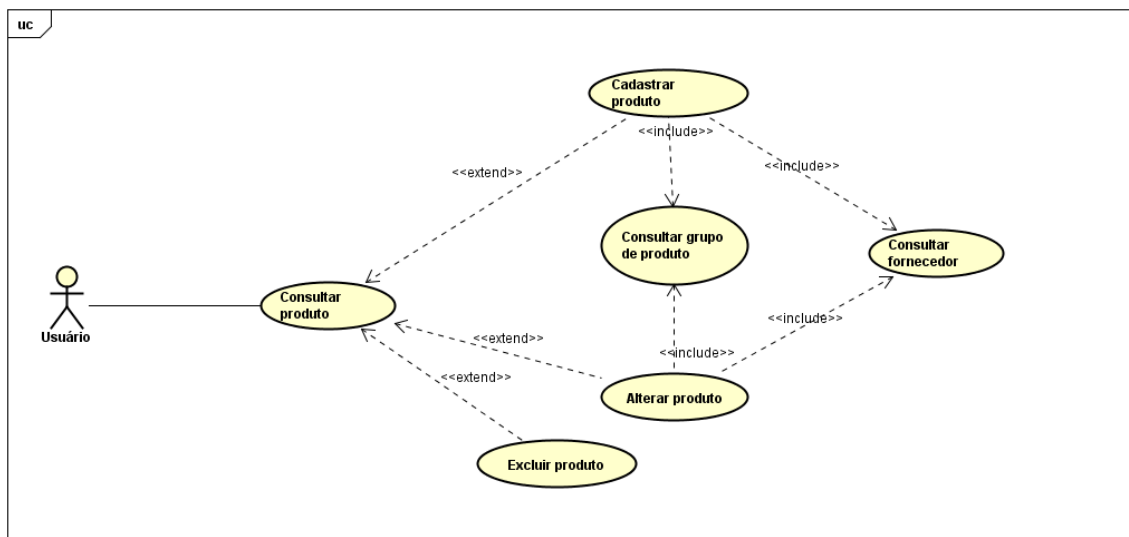 uc
Cadastrar
produto
<<include>>
<<include>>
<<extend>>
Consultar grupo
de produto
Consultar
fornecedor
Usuário
Consultar
produto
<<include>>
<<extend>>
<<include>>
<<extend>>
Alterar produto
Excluir produto